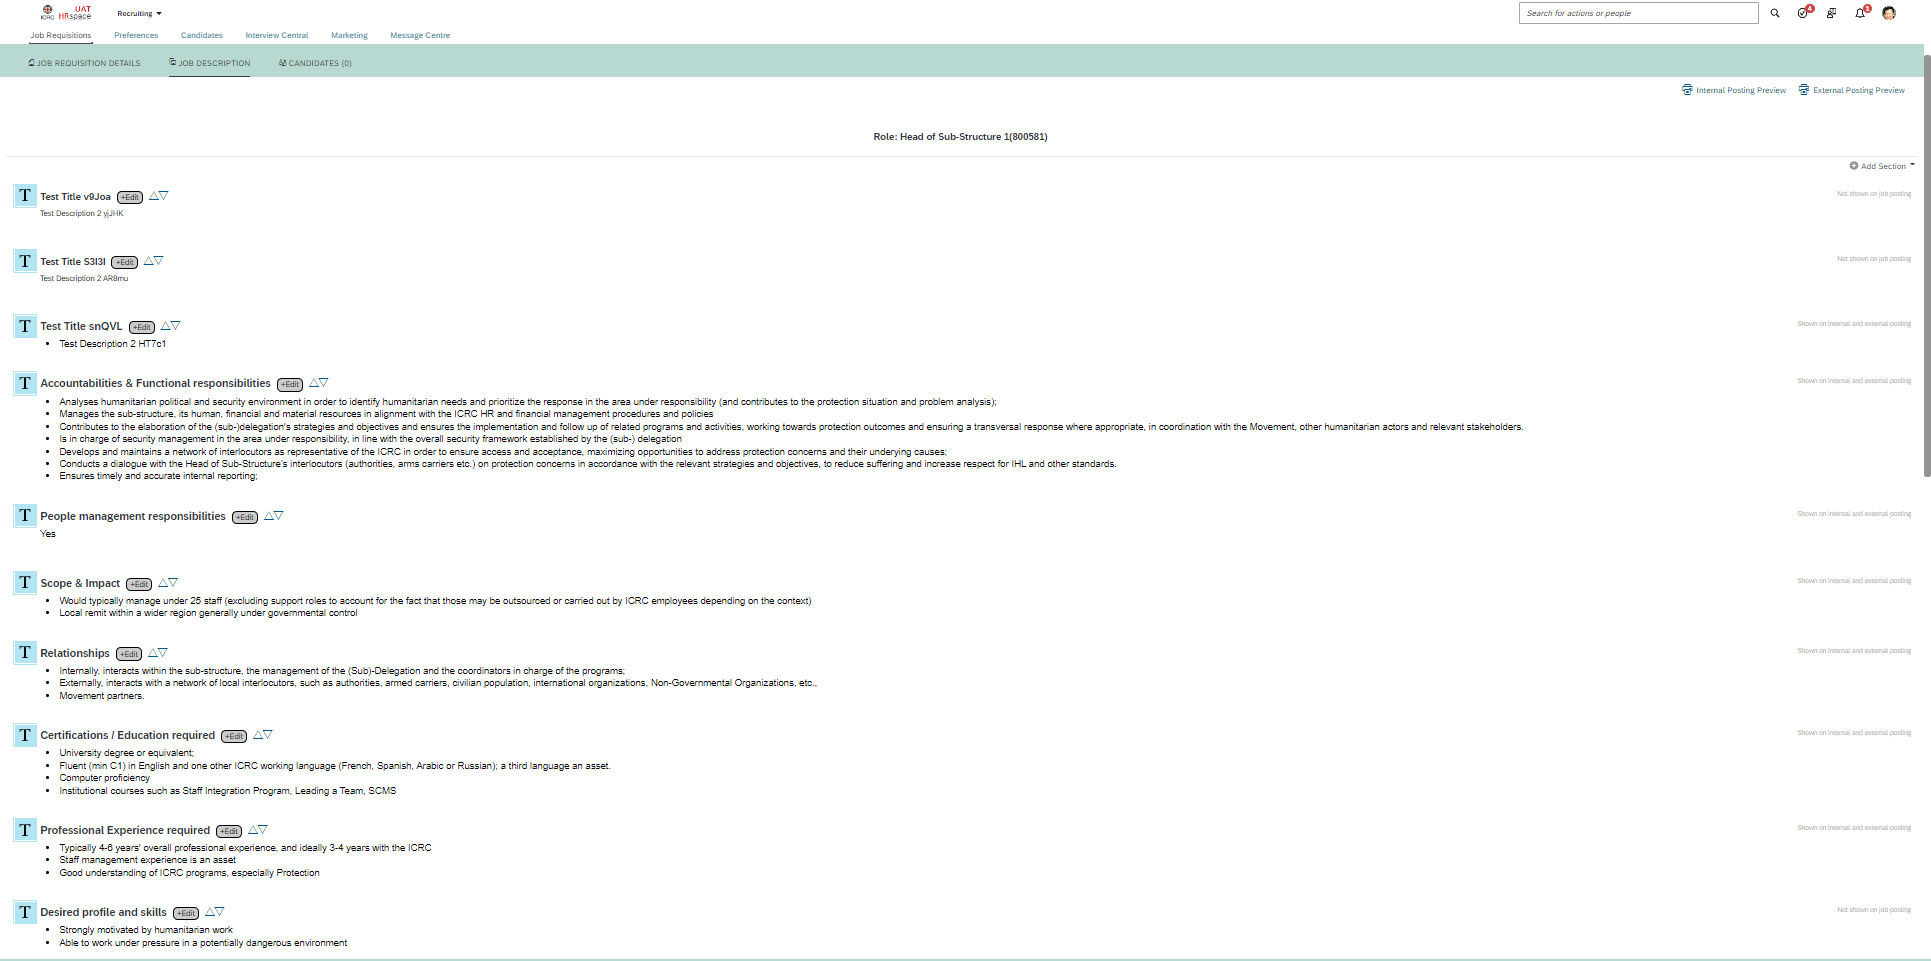 ICRC
UAT
HRspace
Recruiting
Search for actions or people
4
1
Job Requisitions
Preferences
Candidates
Interview Central
Marketing
Message Centre
JOB REQUISITION DETAILS
JOB DESCRIPTION
CANDIDATES (0)
Internal Posting Preview
External Posting Preview
Role: Head of Sub-Structure 1(800581)
Add Section
T Test Title v9Joa +Edit
Not shown on job posting
Test Description 2 yjJHK
T Test Title S3I3I +Edit
Not shown on job posting
Test Description 2 AR8mu
T Test Title snQVL +Edit
Shown on internal and external posting
• Test Description 2 HT7c1
T Accountabilities & Functional responsibilities +Edit
Shown on internal and external posting
• Analyses humanitarian political and security environment in order to identify humanitarian needs and prioritize the response in the area under responsibility (and contributes to the protection situation and problem analysis);
• Manages the sub-structure, its human, financial and material resources in alignment with the ICRC HR and financial management procedures and policies
• Contributes to the elaboration of the (sub-)delegation's strategies and objectives and ensures the implementation and follow up of related programs and activities, working towards protection outcomes and ensuring a transversal response where appropriate, in coordination with the Movement, other humanitarian actors and relevant stakeholders.
• Is in charge of security management in the area under responsibility, in line with the overall security framework established by the (sub-) delegation
• Develops and maintains a network of interlocutors as representative of the ICRC in order to ensure access and acceptance, maximizing opportunities to address protection concerns and their underlying causes;
• Conducts a dialogue with the Head of Sub-Structure's interlocutors (authorities, arms carriers etc.) on protection concerns in accordance with the relevant strategies and objectives, to reduce suffering and increase respect for IHL and other standards.
• Ensures timely and accurate internal reporting;
T People management responsibilities +Edit
Shown on internal and external posting
Yes
T Scope & Impact +Edit
Shown on internal and external posting
• Would typically manage under 25 staff (excluding support roles to account for the fact that those may be outsourced or carried out by ICRC employees depending on the context)
• Local remit within a wider region generally under governmental control
T Relationships +Edit
Shown on internal and external posting
• Internally, interacts within the sub-structure, the management of the (Sub)-Delegation and the coordinators in charge of the programs;
• Externally, interacts with a network of local interlocutors, such as authorities, armed carriers, civilian population, international organizations, Non-Governmental Organizations, etc.,
• Movement partners.
T Certifications / Education required +Edit
Shown on internal and external posting
• University degree or equivalent;
• Fluent (min C1) in English and one other ICRC working language (French, Spanish, Arabic or Russian); a third language an asset.
• Computer proficiency
• Institutional courses such as Staff Integration Program, Leading a Team, SCMS
T Professional Experience required +Edit
Shown on internal and external posting
• Typically 4-6 years' overall professional experience, and ideally 3-4 years with the ICRC
• Staff management experience is an asset
• Good understanding of ICRC programs, especially Protection
T Desired profile and skills +Edit
Not shown on job posting
• Strongly motivated by humanitarian work
• Able to work under pressure in a potentially dangerous environment